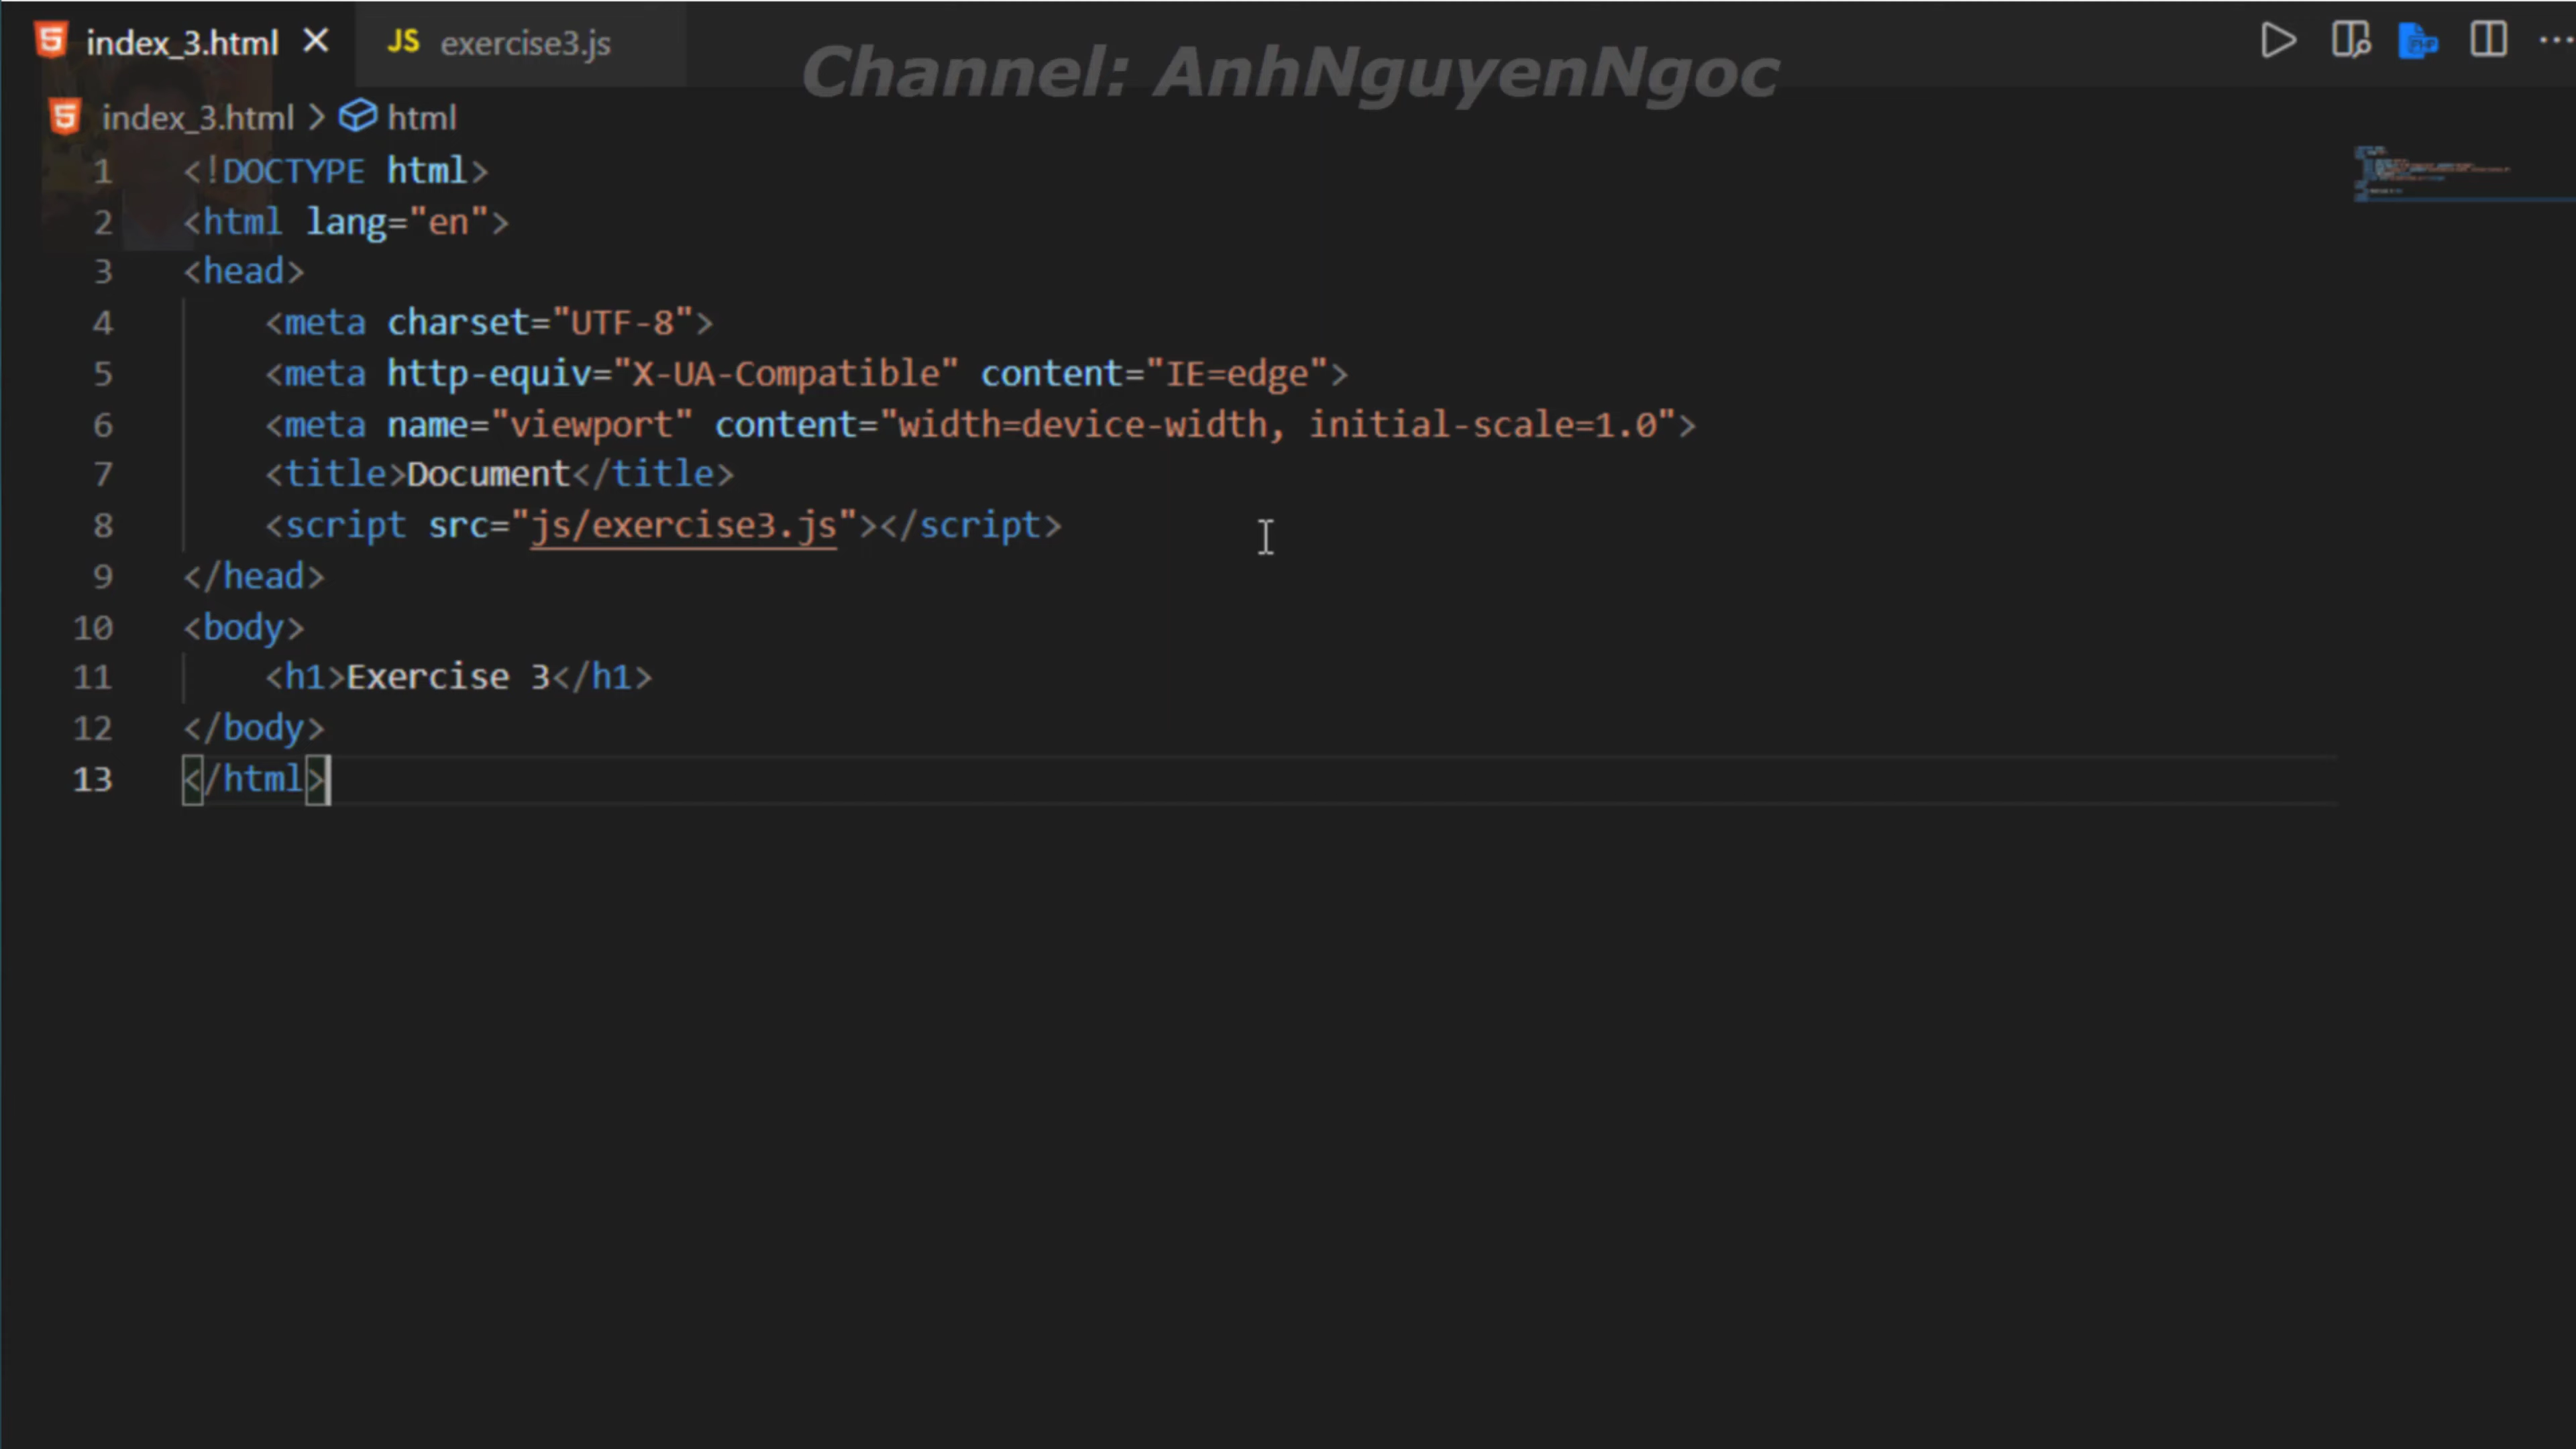 index_3.html JS exercise3.js
Channel: AnhNguyenNgoc
index_3.html > html
1 <!DOCTYPE html>
2 <html lang="en">
3 <head>
4     <meta charset="UTF-8">
5     <meta http-equiv="X-UA-Compatible" content="IE=edge">
6     <meta name="viewport" content="width=device-width, initial-scale=1.0">
7     <title>Document</title>
8     <script src="js/exercise3.js"></script>
9 </head>
10 <body>
11     <h1>Exercise 3</h1>
12 </body>
13 </html>